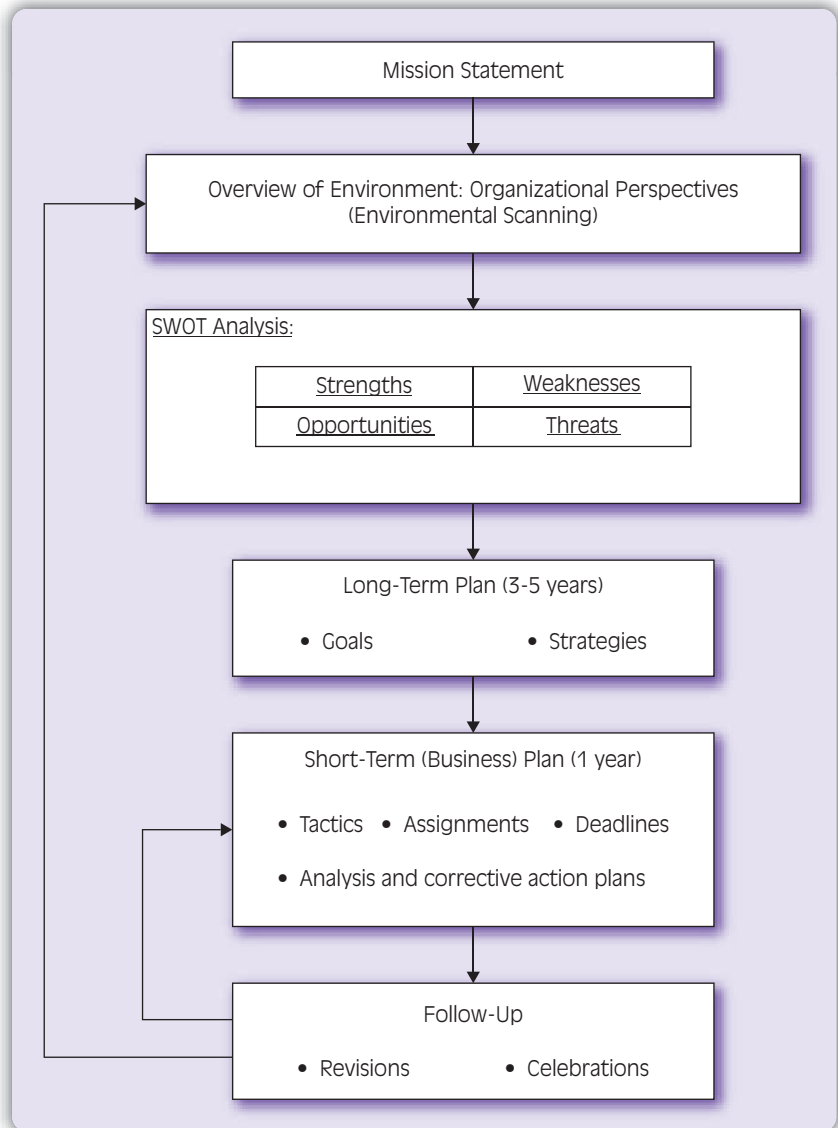 Mission Statement
Overview of Environment: Organizational Perspectives
(Environmental Scanning)
SWOT Analysis:
Strengths Weaknesses
Opportunities Threats
Long-Term Plan (3-5 years)
• Goals • Strategies
Short-Term (Business) Plan (1 year)
• Tactics • Assignments • Deadlines
• Analysis and corrective action plans
Follow-Up
• Revisions • Celebrations